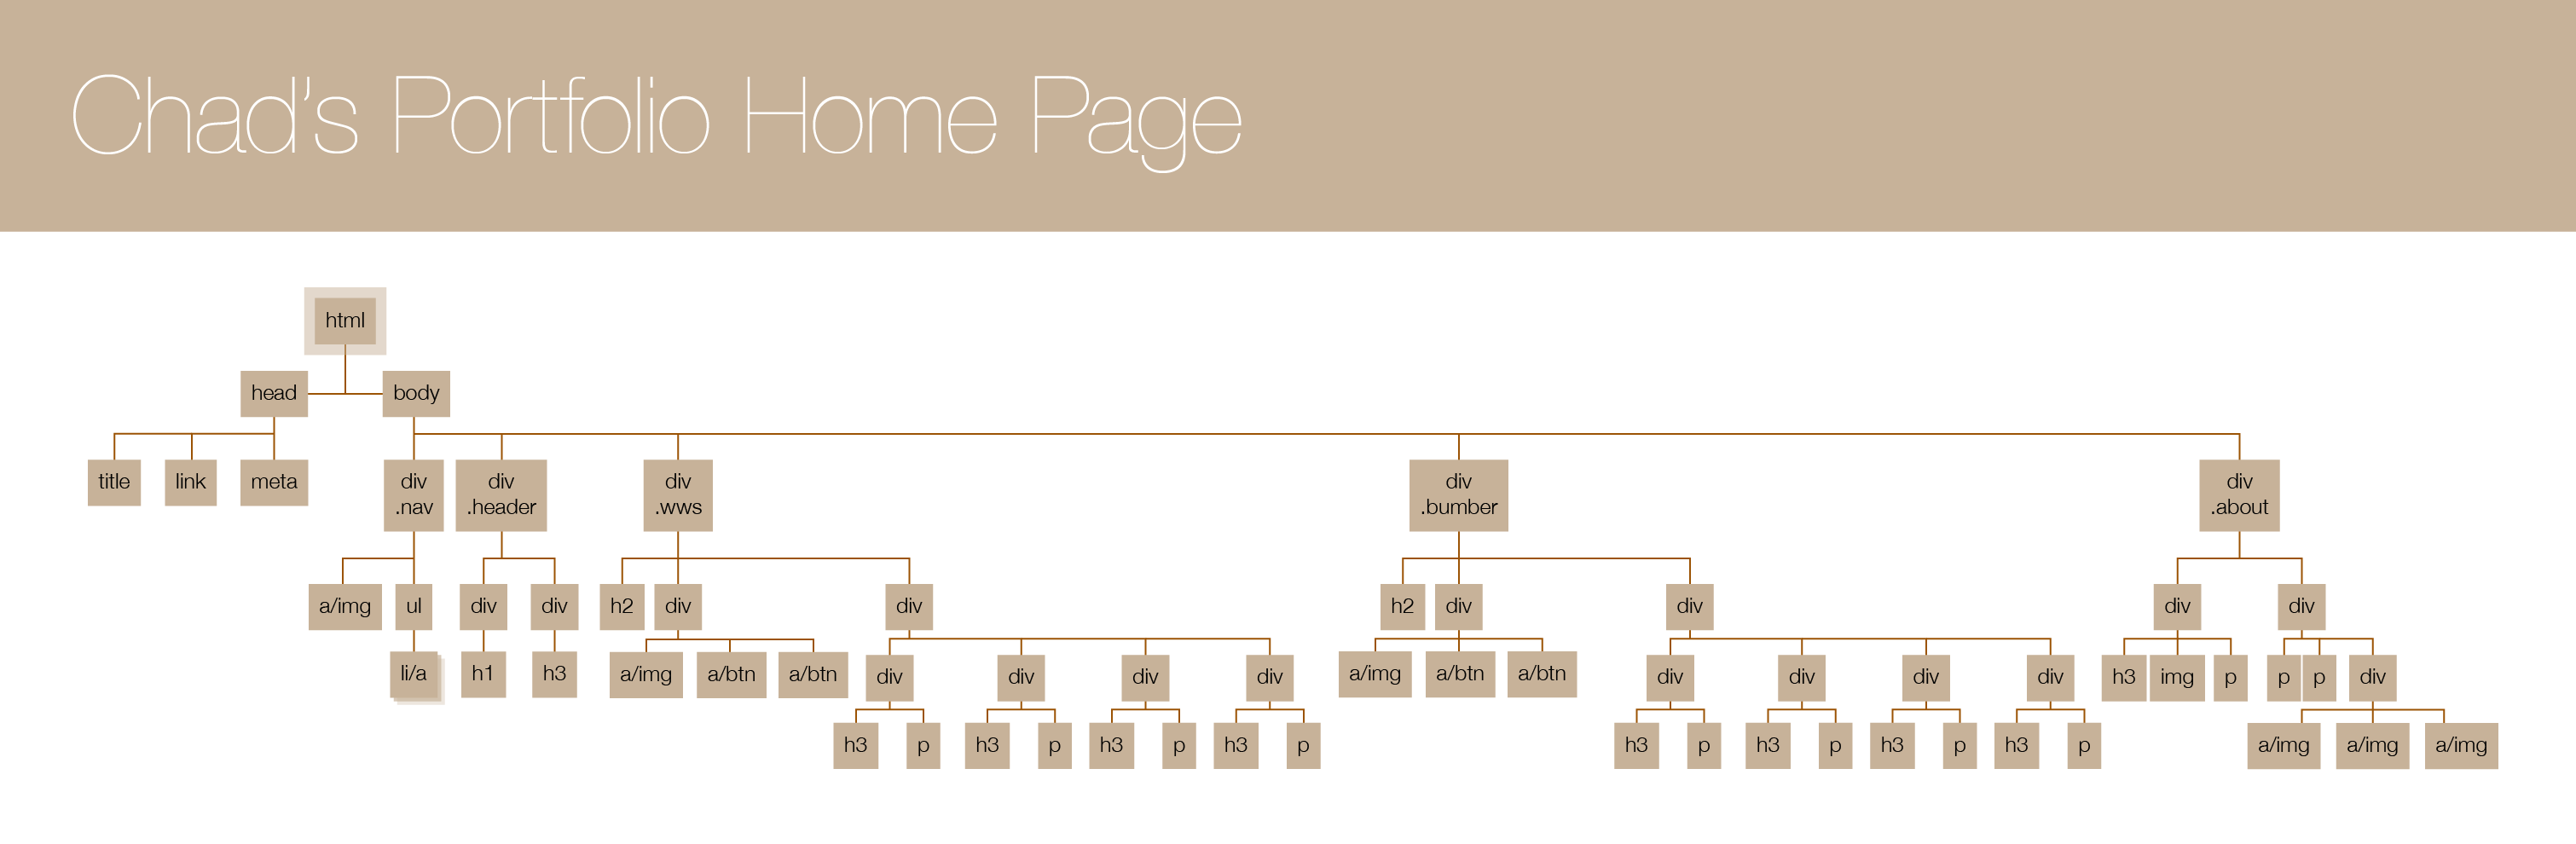 Chad's Portfolio Home Page
html
head body
title link meta div div div div div
.nav .header .wws .bumber .about
a/img ul div div h2 div div h2 div div div div
li/a h1 h3 a/img a/btn a/btn div div div div a/img a/btn a/btn div div div div h3 img p p p div
h3 p h3 p h3 p h3 p h3 p h3 p h3 p h3 p a/img a/img a/img